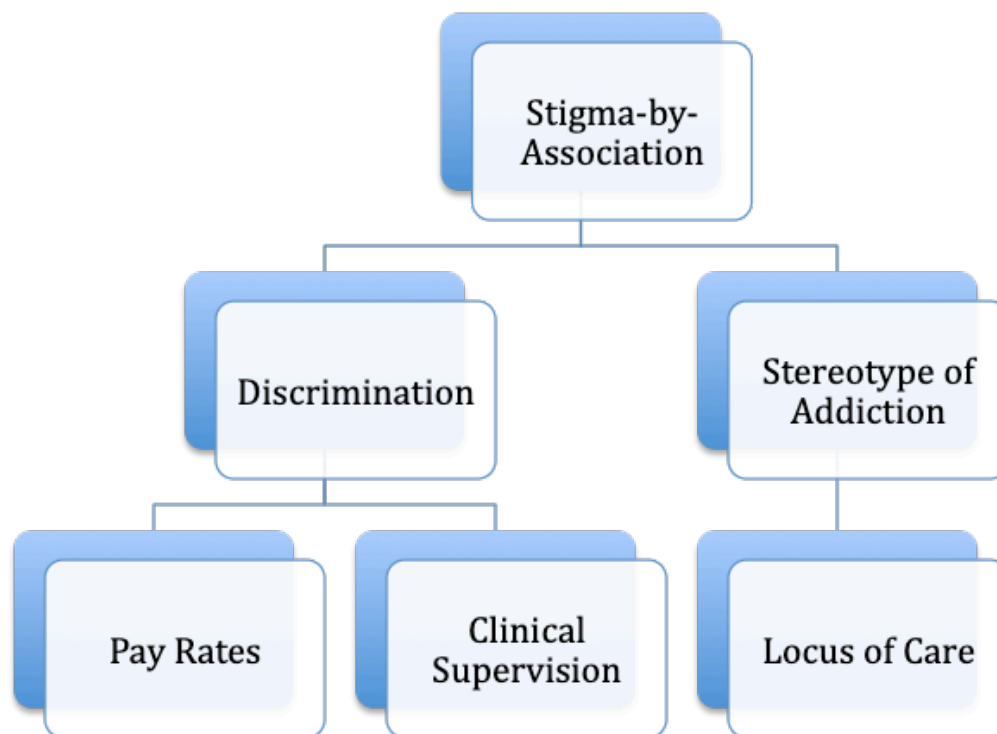 Stigma-by-
Association
Discrimination
Stereotype of
Addiction
Pay Rates
Clinical
Supervision
Locus of Care